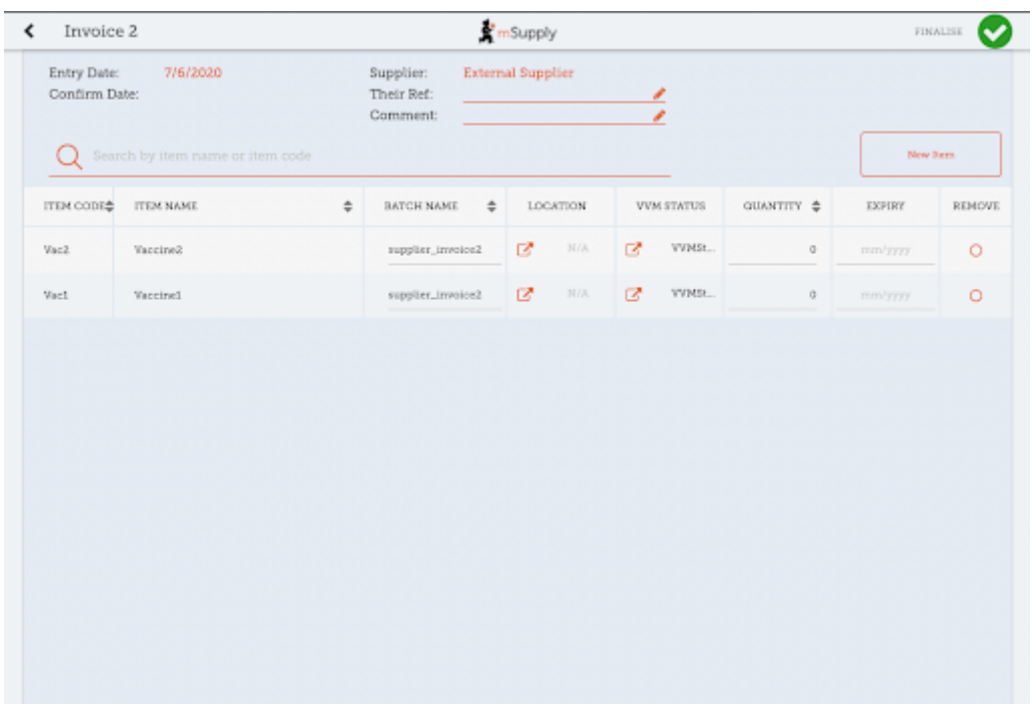 Invoice 2
mSupply
FINALISE
Entry Date: 7/6/2020
Confirm Date:
Supplier: External Supplier
Their Ref:
Comment:
Search by item name or item code
New Item
ITEM CODE ITEM NAME BATCH NAME LOCATION VVM STATUS QUANTITY EXPIRY REMOVE
Vac2 Vaccine2 supplier_invoice2 N/A VVMSt... 0 mm/yyyy
Vac1 Vaccine1 supplier_invoice2 N/A VVMSt... 0 mm/yyyy